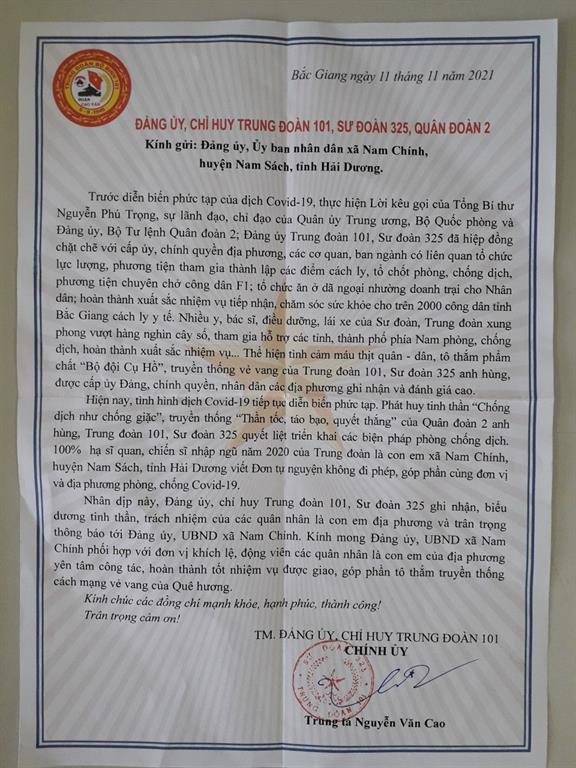 TRUNG ĐOÀN BỘ BINH 101
ĐOÀN
CAO VÂN
Bắc Giang ngày 11 tháng 11 năm 2021
ĐẢNG ỦY, CHỈ HUY TRUNG ĐOÀN 101, SƯ ĐOÀN 325, QUÂN ĐOÀN 2
Kính gửi: Đảng ủy, Ủy ban nhân dân xã Nam Chính,
huyện Nam Sách, tỉnh Hải Dương.
Trước diễn biến phức tạp của dịch Covid-19, thực hiện Lời kêu gọi của Tổng Bí thư
Nguyễn Phú Trọng, sự lãnh đạo, chỉ đạo của Quân ủy Trung ương, Bộ Quốc phòng và
Đảng ủy, Bộ Tư lệnh Quân đoàn 2; Đảng ủy Trung đoàn 101, Sư đoàn 325 đã hiệp đồng
chặt chẽ với cấp ủy, chính quyền địa phương, các cơ quan, ban ngành có liên quan tổ chức
lực lượng, phương tiện tham gia thành lập các điểm cách ly, tổ chốt phòng, chống dịch,
phương tiện chuyên chở công dân F1; tổ chức ăn ở dã ngoại nhường doanh trại cho Nhân
dân; hoàn thành xuất sắc nhiệm vụ tiếp nhận, chăm sóc sức khỏe cho trên 2000 công dân tỉnh
Bắc Giang cách ly y tế. Nhiều y, bác sĩ, điều dưỡng, lái xe của Sư đoàn, Trung đoàn xung
phong vượt hàng nghìn cây số, tham gia hỗ trợ các tỉnh, thành phố phía Nam phòng, chống
dịch, hoàn thành xuất sắc nhiệm vụ... Thể hiện tình cảm máu thịt quân - dân, tô thắm phẩm
chất “Bộ đội Cụ Hồ”, truyền thống vẻ vang của Trung đoàn 101, Sư đoàn 325 anh hùng,
được cấp ủy Đảng, chính quyền, nhân dân các địa phương ghi nhận và đánh giá cao.
Hiện nay, tình hình dịch Covid-19 tiếp tục diễn biến phức tạp. Phát huy tinh thần “Chống
dịch như chống giặc”, truyền thống “Thần tốc, táo bạo, quyết thắng” của Quân đoàn 2 anh
hùng, Trung đoàn 101, Sư đoàn 325 quyết liệt triển khai các biện pháp phòng chống dịch.
100% hạ sĩ quan, chiến sĩ nhập ngũ năm 2020 của Trung đoàn là con em xã Nam Chính,
huyện Nam Sách, tỉnh Hải Dương viết Đơn tự nguyện không đi phép, góp phần cùng đơn vị
và địa phương phòng, chống Covid-19.
Nhân dịp này, Đảng ủy, chỉ huy Trung đoàn 101, Sư đoàn 325 ghi nhận, biểu
dương tinh thần, trách nhiệm của các quân nhân là con em địa phương và trân trọng
thông báo tới Đảng ủy, UBND xã Nam Chính. Kính mong Đảng ủy, UBND xã Nam
Chính phối hợp với đơn vị khích lệ, động viên các quân nhân là con em của địa phương
yên tâm công tác, hoàn thành tốt nhiệm vụ được giao, góp phần tô thắm truyền thống
cách mạng vẻ vang của Quê hương.
Kính chúc các đồng chí mạnh khỏe, hạnh phúc, thành công!
Trân trọng cảm ơn!
TM. ĐẢNG ỦY, CHỈ HUY TRUNG ĐOÀN 101
CHÍNH ỦY
SƯ ĐOÀN 325
TRUNG ĐOÀN 101
Trung tá Nguyễn Văn Cao